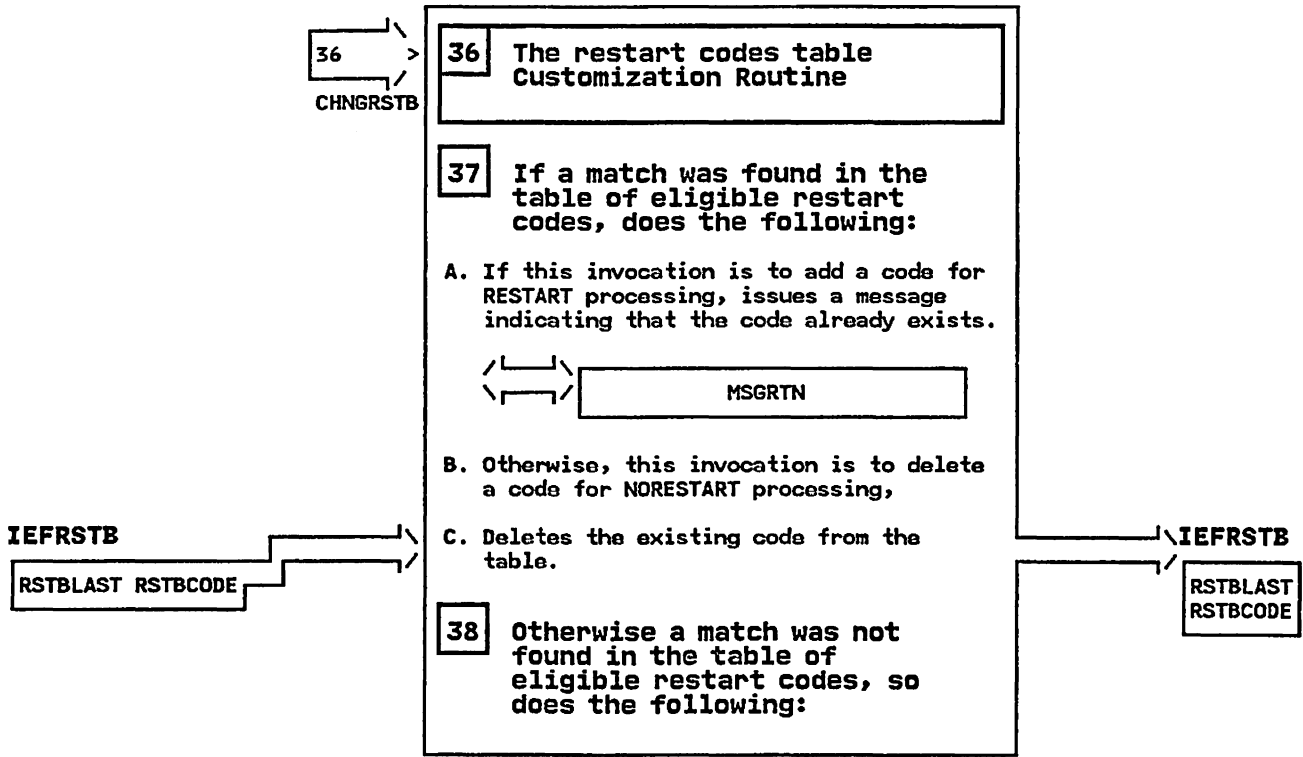 36 >
CHNGRSTB
36 The restart codes table
Customization Routine
37 If a match was found in the
table of eligible restart
codes, does the following:
A. If this invocation is to add a code for
RESTART processing, issues a message
indicating that the code already exists.
MSGRTN
B. Otherwise, this invocation is to delete
a code for NORESTART processing,
IEFRSTB
RSTBLAST RSTBCODE
C. Deletes the existing code from the
table.
IEFRSTB
RSTBLAST
RSTBCODE
38 Otherwise a match was not
found in the table of
eligible restart codes, so
does the following: